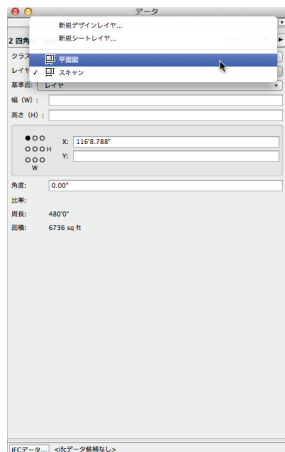 データ
新規デザインレイヤ...
新規シートレイヤ...
2 四角
クラス
平面図
レイヤ
✓ スキャン
基準面: レイヤ
幅 (W) :
高さ (H) :
H
W
X: 116'8.788"
Y:
角度: 0.00°
比率:
周長: 480'0"
面積: 6736 sq ft
IFCデータ... <ifcデータ候補なし>